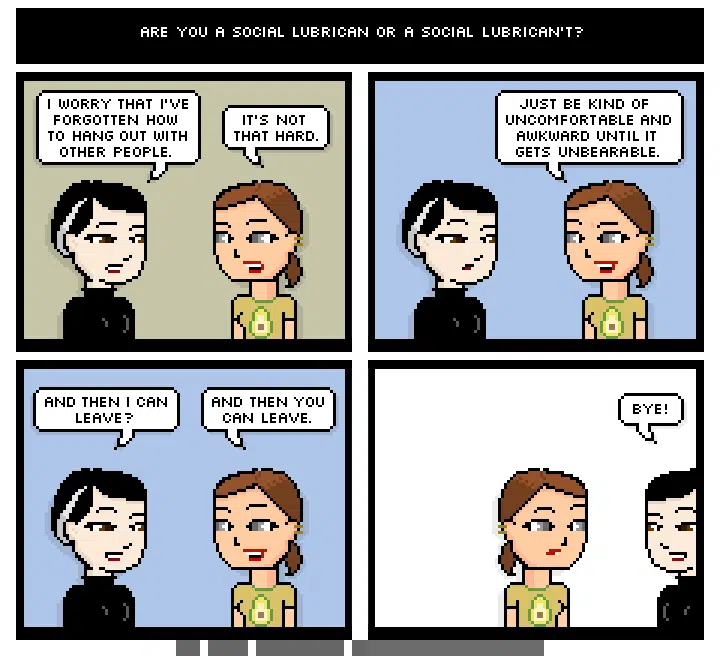 ARE YOU A SOCIAL LUBRICAN OR A SOCIAL LUBRICAN'T?
I WORRY THAT I'VE
FORGOTTEN HOW
TO HANG OUT WITH
OTHER PEOPLE.
IT'S NOT
THAT HARD.
JUST BE KIND OF
UNCOMFORTABLE AND
AWKWARD UNTIL IT
GETS UNBEARABLE.
AND THEN I CAN
LEAVE?
AND THEN YOU
CAN LEAVE.
BYE!